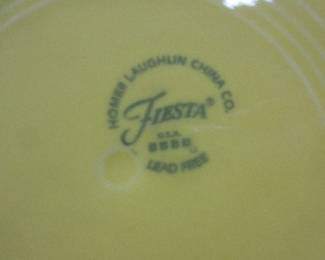 HOMER LAUGHLIN CHINA CO.
FIESTA®
U.S.A.
LEAD FREE